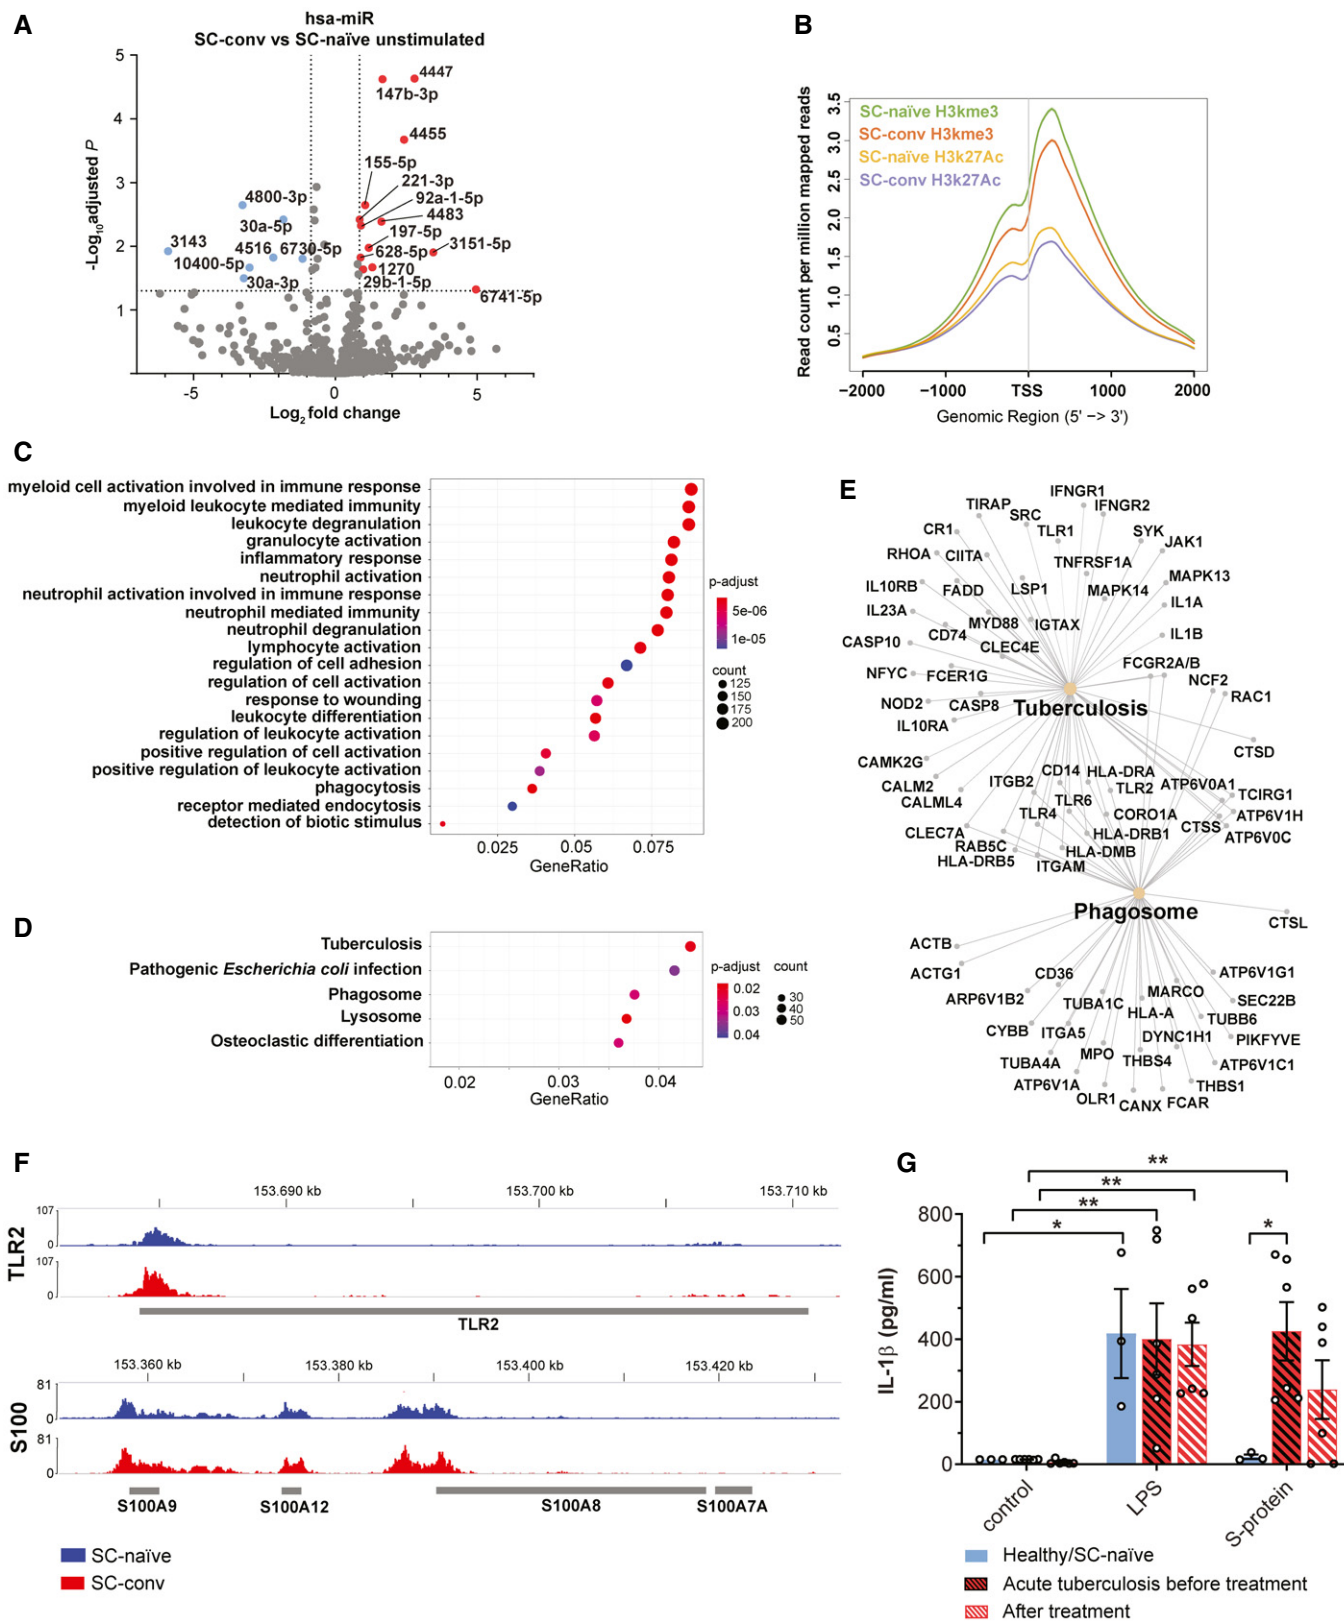 A
hsa-miR
SC-conv vs SC-naïve unstimulated
-Log10adjusted P
5
4
3
2
1
4447
147b-3p
4455
155-5p
221-3p
92a-1-5p
4483
197-5p
3151-5p
628-5p
1270
29b-1-5p
6741-5p
4800-3p
30a-5p
3143
4516 6730-5p
10400-5p
30a-3p
-5 0 5
Log2 fold change
B
Read count per million mapped reads
3.5
3.0
2.5
2.0
1.5
1.0
0.5
SC-naïve H3kme3
SC-conv H3kme3
SC-naïve H3k27Ac
SC-conv H3k27Ac
−2000 −1000 TSS 1000 2000
Genomic Region (5' −> 3')
C
myeloid cell activation involved in immune response
myeloid leukocyte mediated immunity
leukocyte degranulation
granulocyte activation
inflammatory response
neutrophil activation
neutrophil activation involved in immune response
neutrophil mediated immunity
neutrophil degranulation
lymphocyte activation
regulation of cell adhesion
regulation of cell activation
response to wounding
leukocyte differentiation
regulation of leukocyte activation
positive regulation of cell activation
positive regulation of leukocyte activation
phagocytosis
receptor mediated endocytosis
detection of biotic stimulus
0.025 0.05 0.075
GeneRatio
p-adjust
5e-06
1e-05
count
125
150
175
200
D
Tuberculosis
Pathogenic Escherichia coli infection
Phagosome
Lysosome
Osteoclastic differentiation
0.02 0.03 0.04
GeneRatio
p-adjust count
0.02
0.03
0.04
30
40
50
E
IFNGR1
TIRAP
IFNGR2
SRC
CR1
TLR1
SYK
JAK1
RHOA
CIITA
TNFRSF1A
MAPK13
IL10RB
FADD
LSP1
MAPK14
IL1A
IL23A
MYD88
IGTAX
CD74
IL1B
CASP10
CLEC4E
FCGR2A/B
NFYC
FCER1G
NCF2
RAC1
NOD2
CASP8
Tuberculosis
IL10RA
CTSD
CAMK2G
CD14
HLA-DRA
CALM2
ITGB2
TLR2
ATP6V0A1
TCIRG1
CALML4
TLR6
TLR4
CORO1A
ATP6V1H
CLEC7A
HLA-DRB1
CTSS
ATP6V0C
RAB5C
HLA-DMB
HLA-DRB5
ITGAM
Phagosome
CTSL
ACTB
ACTG1
CD36
ATP6V1G1
ARP6V1B2
MARCO
SEC22B
TUBA1C
HLA-A
TUBB6
CYBB
ITGA5
DYNC1H1
PIKFYVE
TUBA4A
MPO
THBS4
ATP6V1C1
ATP6V1A
THBS1
OLR1
CANX
FCAR
F
153.690 kb 153.700 kb 153.710 kb
TLR2
107
0
107
0
TLR2
153.360 kb 153.380 kb 153.400 kb 153.420 kb
S100
81
0
81
0
S100A9 S100A12 S100A8 S100A7A
SC-naïve
SC-conv
G
**
**
**
*
*
IL-1β (pg/ml)
800
600
400
200
0
control
LPS
S-protein
Healthy/SC-naïve
Acute tuberculosis before treatment
After treatment